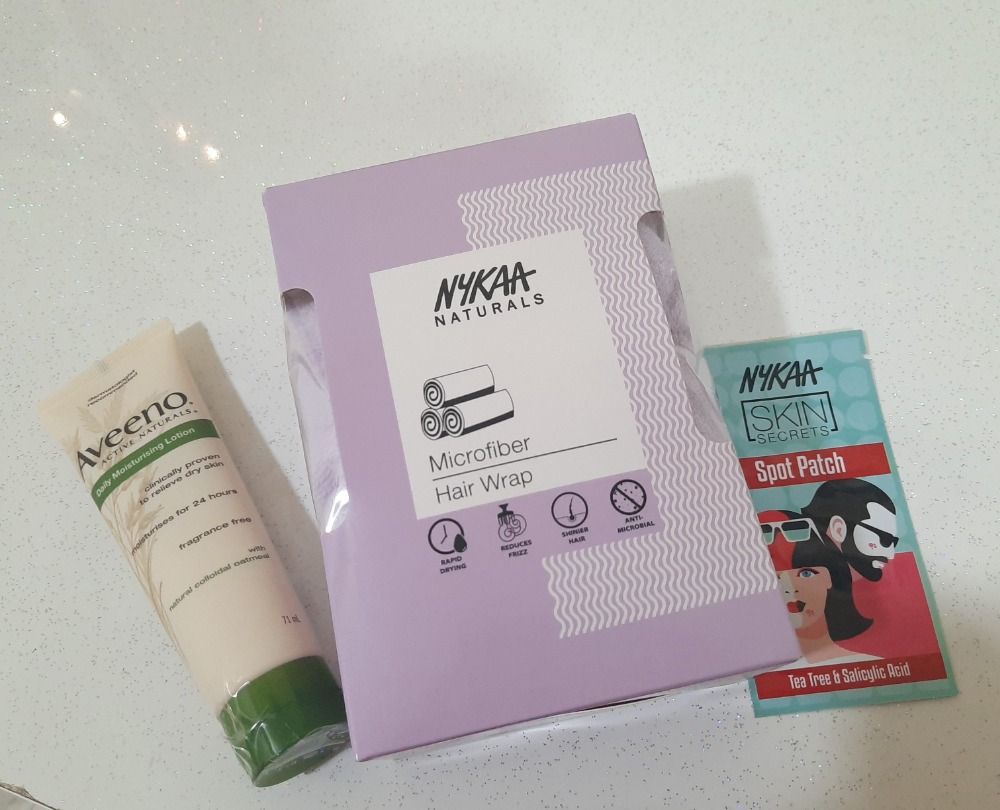 dermatologist
recommended
Aveeno.
ACTIVE NATURALS®
Daily Moisturising Lotion
clinically proven
to relieve dry skin
moisturises for 24 hours
fragrance free
with
natural colloidal oatmeal
71 mL
NYKAA
NATURALS
Microfiber
Hair Wrap
RAPID
DRYING
REDUCES
FRIZZ
SHINIER
HAIR
ANTI-
MICROBIAL
NYKAA
SKIN
SECRETS
Spot Patch
Tea Tree & Salicylic Acid